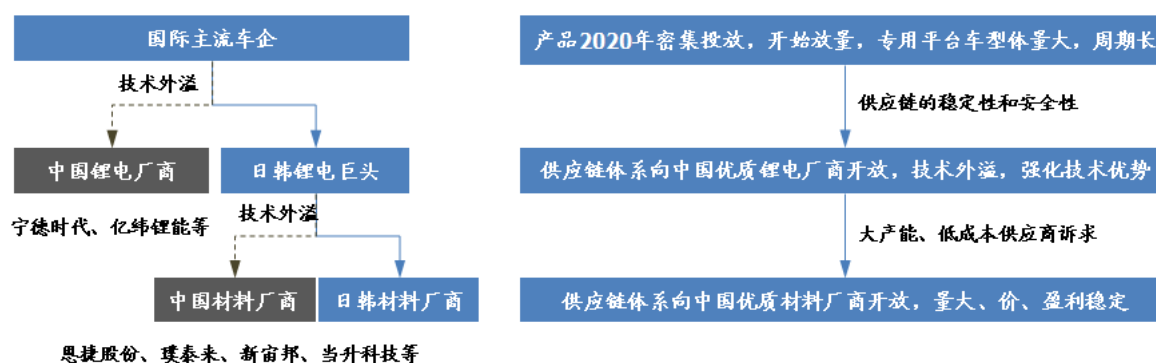 国际主流车企
技术外溢
中国锂电厂商
日韩锂电巨头
宁德时代、亿纬锂能等
技术外溢
中国材料厂商
日韩材料厂商
恩捷股份、璞泰来、新宙邦、当升科技等
产品2020年密集投放，开始放量，专用平台车型体量大，周期长
供应链的稳定性和安全性
供应链体系向中国优质锂电厂商开放，技术外溢，强化技术优势
大产能、低成本供应商诉求
供应链体系向中国优质材料厂商开放，量大、价、盈利稳定